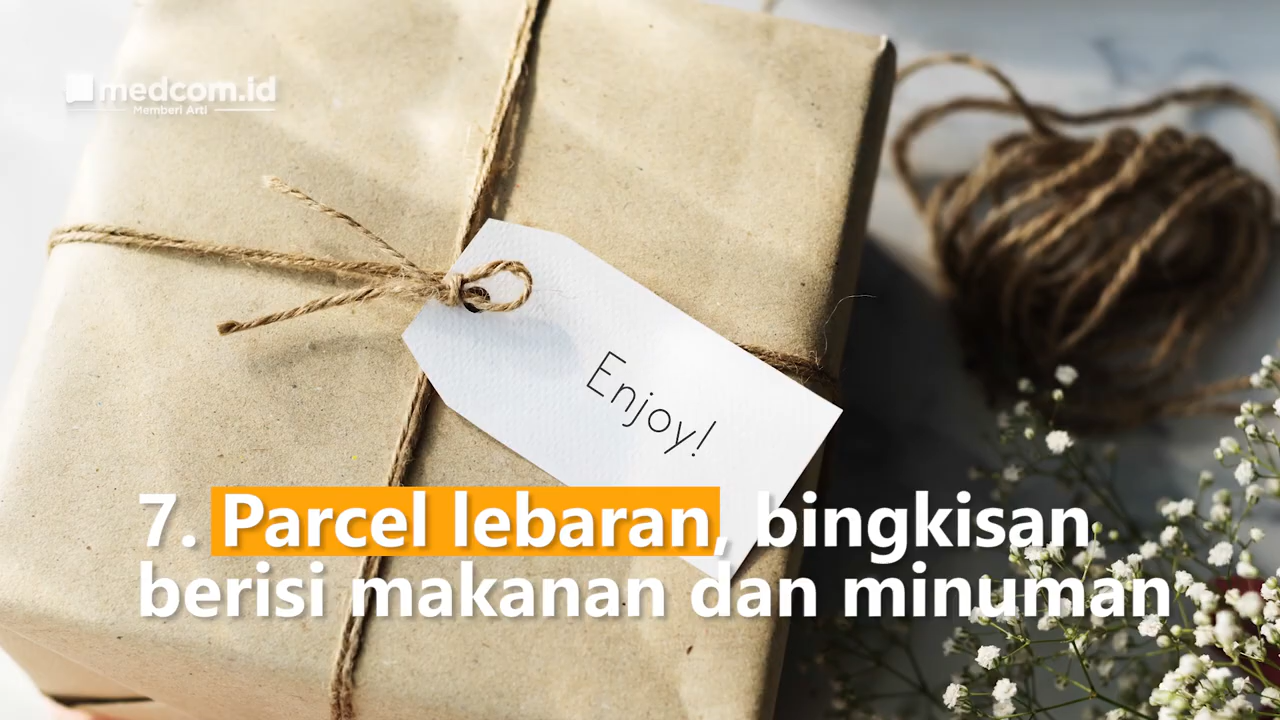 medcom.id
Memberi Arti
Enjoy!
7. Parcel lebaran, bingkisan
berisi makanan dan minuman